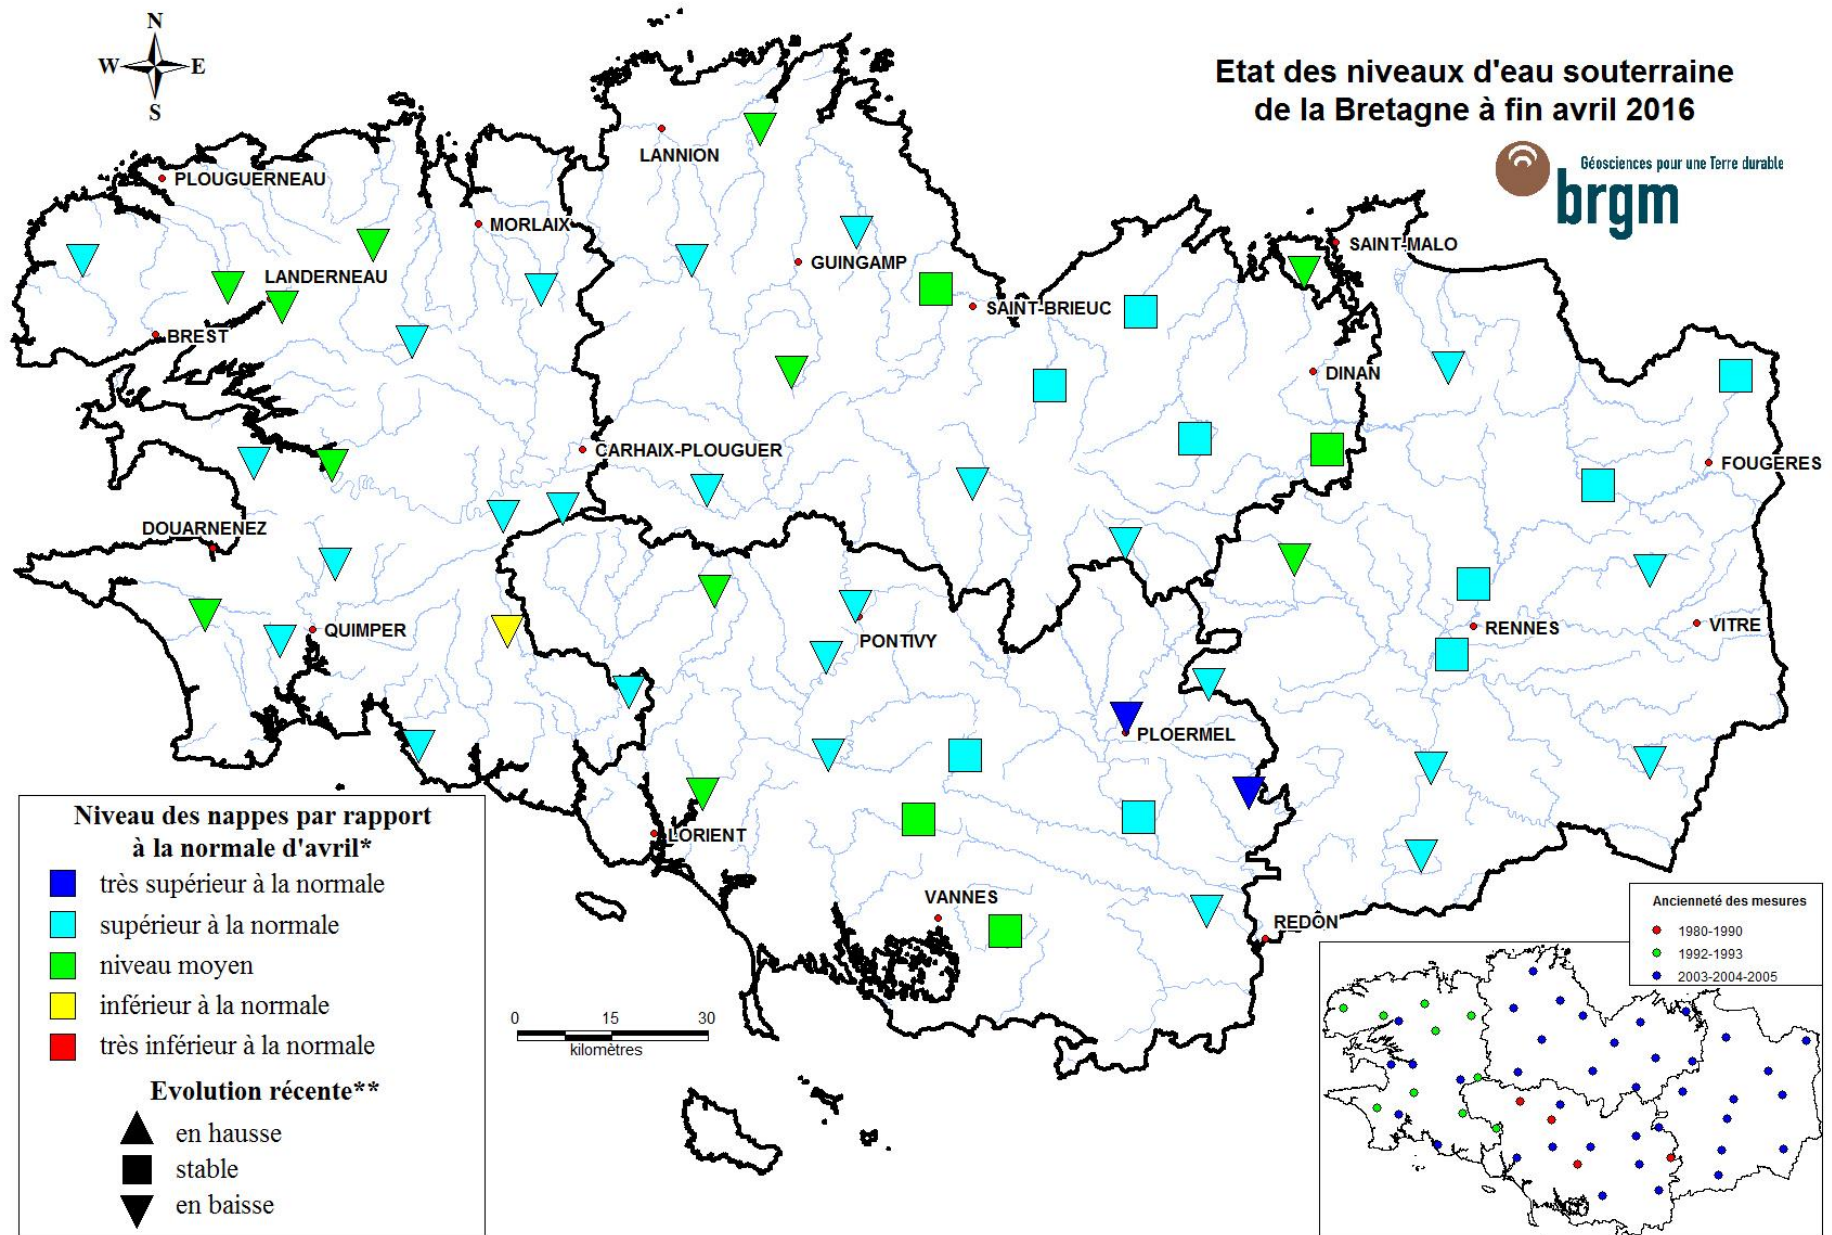 Etat des niveaux d'eau souterraine
de la Bretagne à fin avril 2016
Géosciences pour une Terre durable
brgm
N
W E
S
LANNION
PLOUGUERNEAU
MORLAIX
SAINT-MALO
GUINGAMP
LANDERNEAU
SAINT-BRIEUC
BREST
DINAN
CARHAIX-PLOUGUER
FOUGERES
DOUARNENEZ
QUIMPER
RENNES
VITRE
PONTIVY
PLOERMEL
LORIENT
VANNES
REDON
0 15 30
kilomètres
Niveau des nappes par rapport
à la normale d'avril*
très supérieur à la normale
supérieur à la normale
niveau moyen
inférieur à la normale
très inférieur à la normale
Evolution récente**
en hausse
stable
en baisse
Ancienneté des mesures
1980-1990
1992-1993
2003-2004-2005